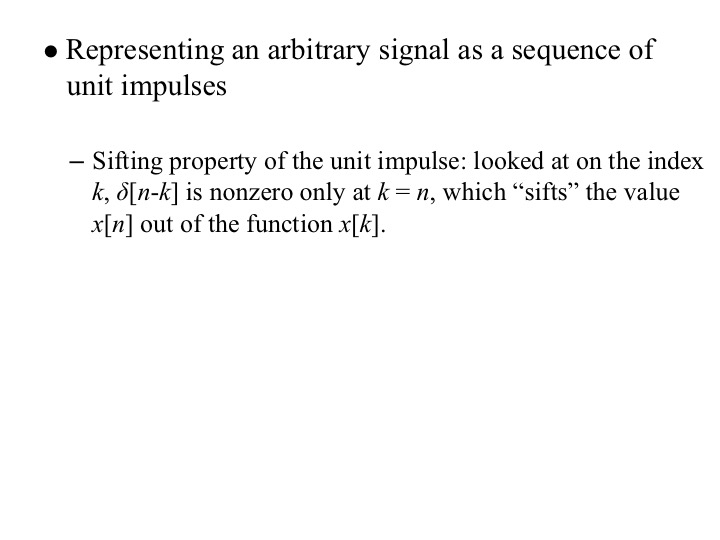 ● Representing an arbitrary signal as a sequence of
unit impulses
– Sifting property of the unit impulse: looked at on the index
k, δ[n-k] is nonzero only at k = n, which “sifts” the value
x[n] out of the function x[k].